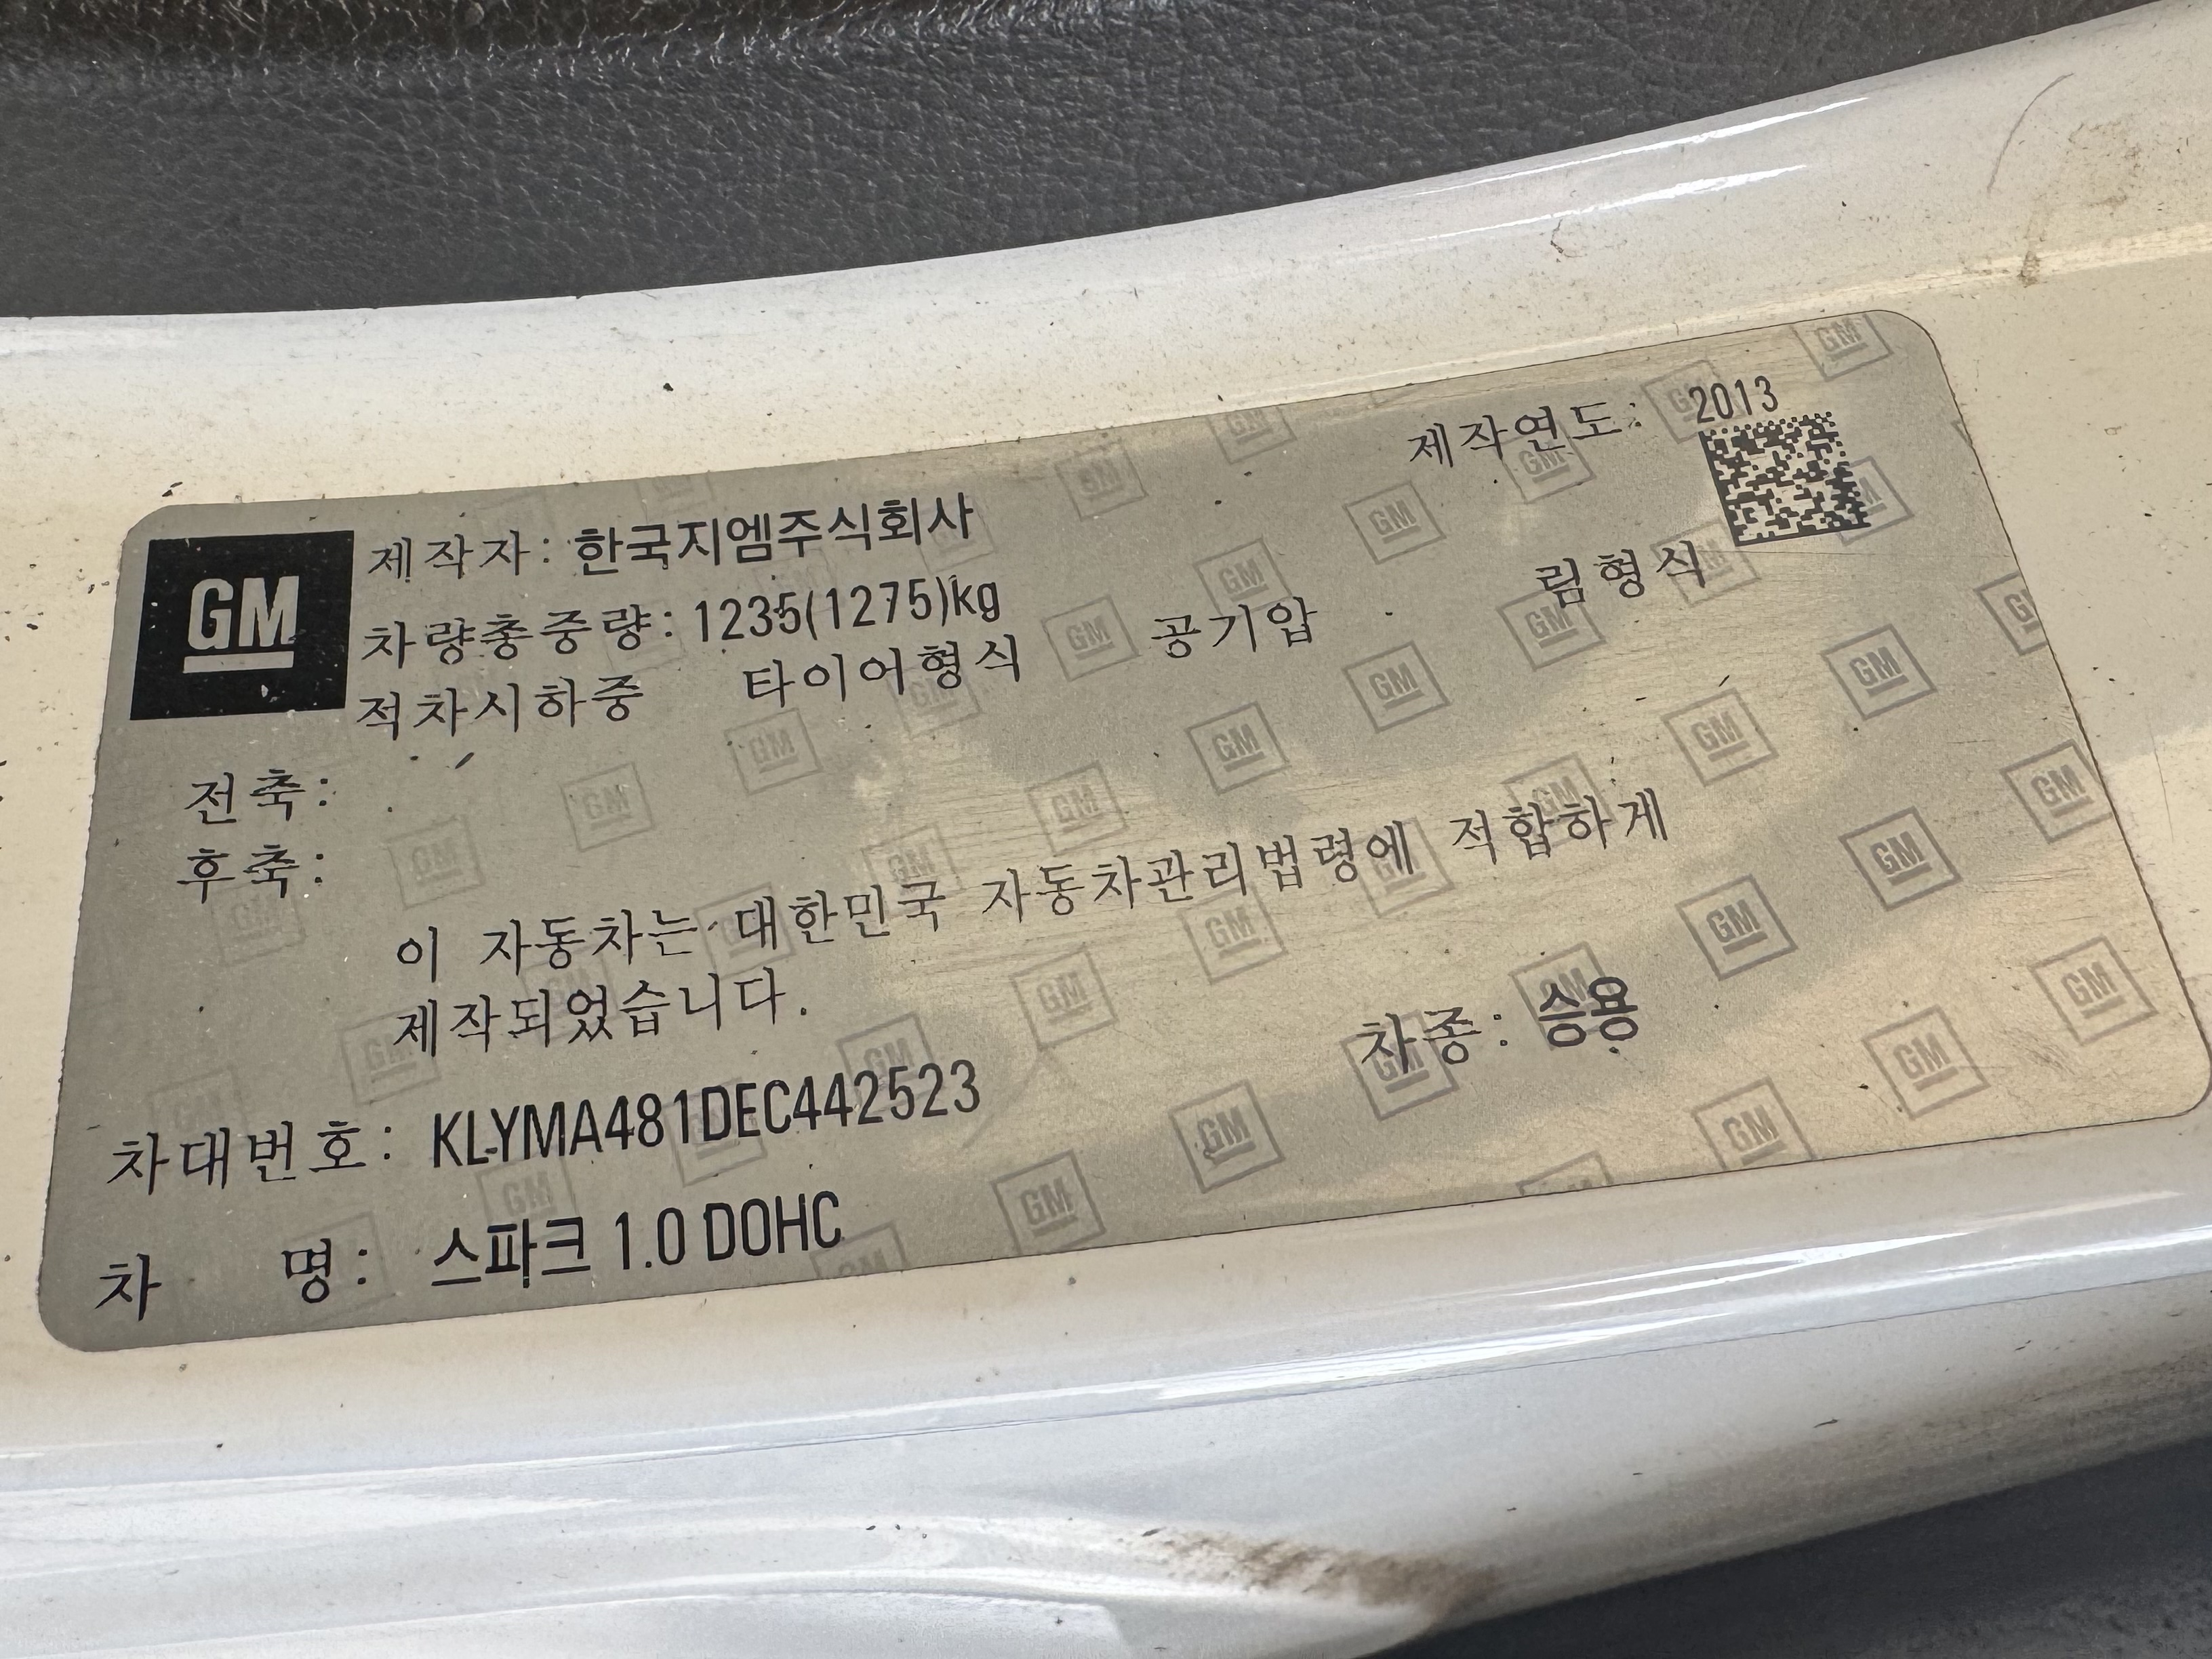 GM
제작연도: 2013
제작자: 한국지엠주식회사
차량총중량: 1235(1275)kg
적차시하중 타이어형식 공기압 림형식
전축:
후축:
이 자동차는 대한민국 자동차관리법령에 적합하게
제작되었습니다.
차종: 승용
차대번호: KLYMA481DEC442523
차 명: 스파크 1.0 DOHC